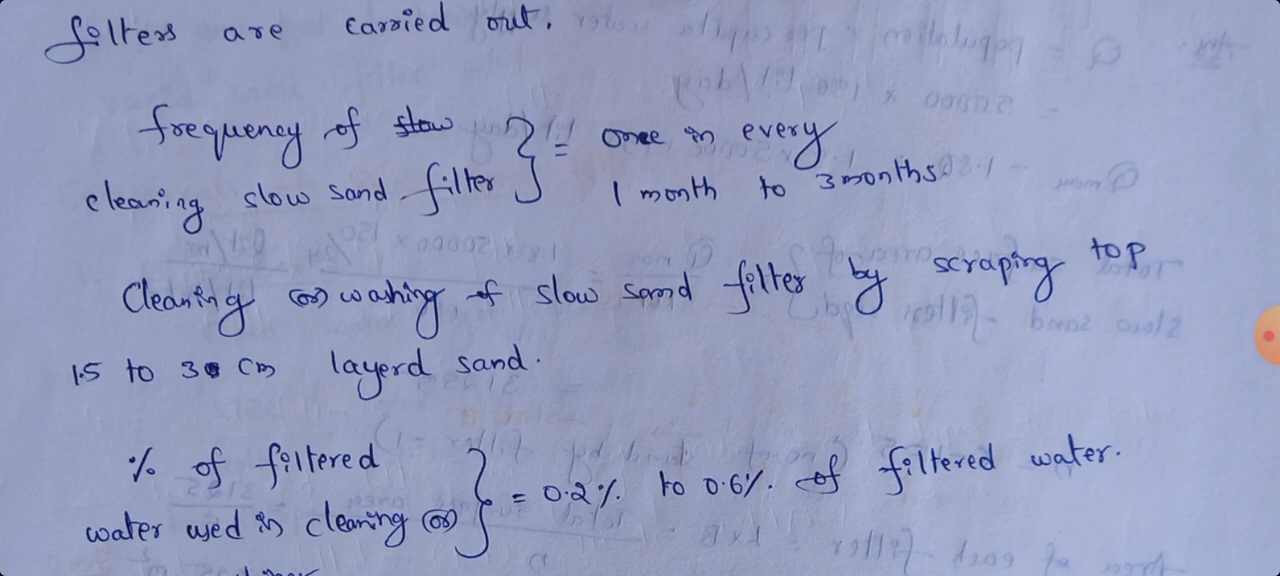 filters are carried out.
frequency of slow } = once in every
cleaning slow sand filter } 1 month to 3 months.
Cleaning (or) washing of slow sand filter by scraping top
1.5 to 3 cm layerd sand.
% of filtered } = 0.2%. to 0.6%. of filtered water.
water used in cleaning (or)